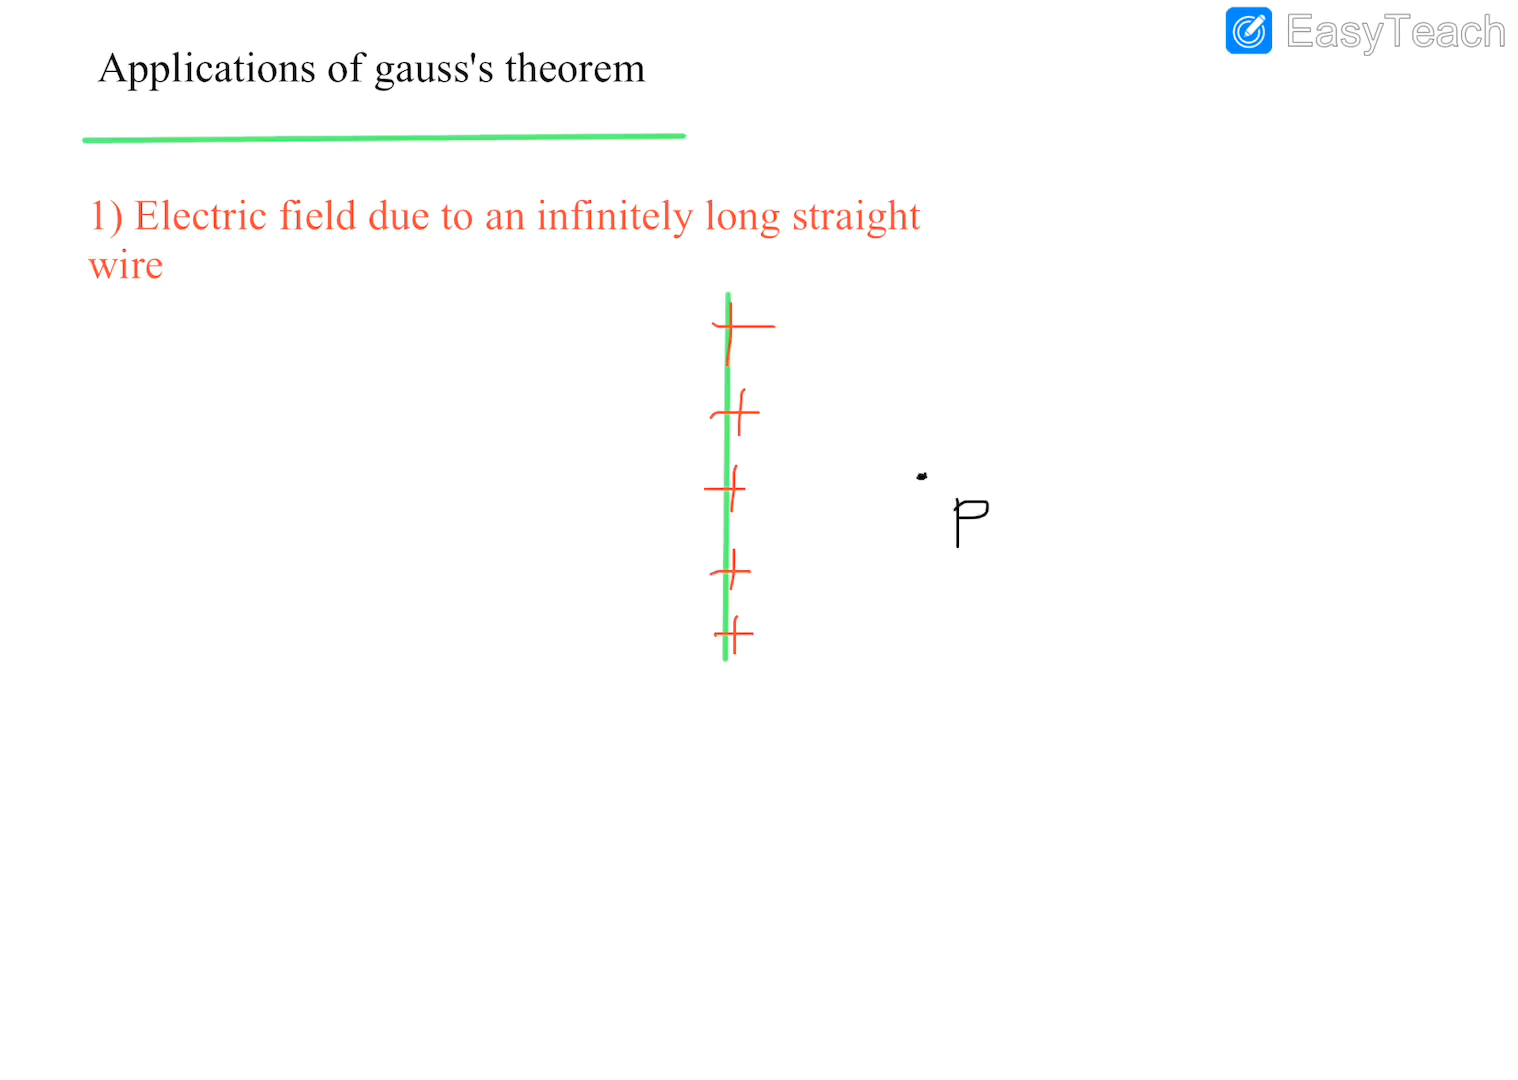 EasyTeach
Applications of gauss's theorem
1) Electric field due to an infinitely long straight
wire
+
+
+
+
+
P